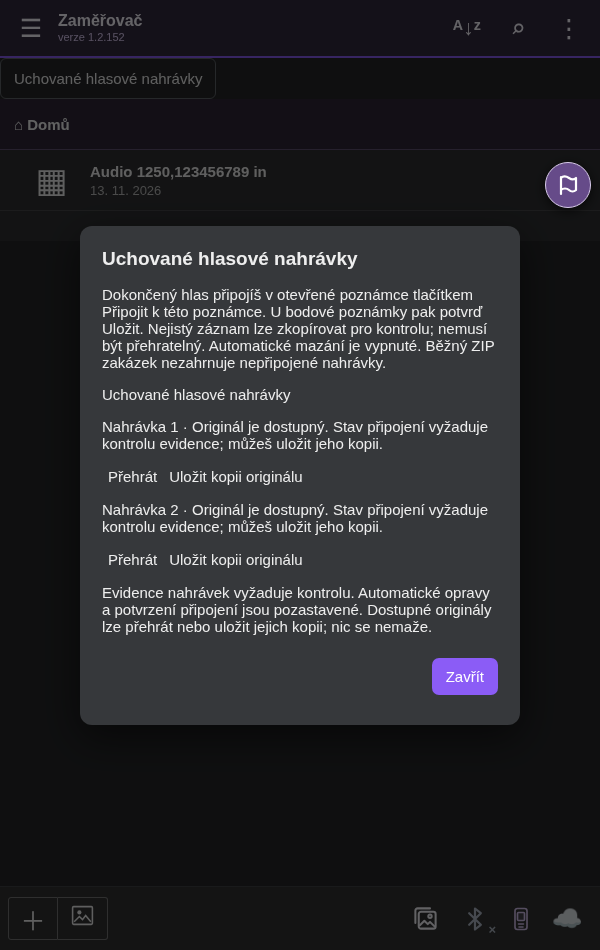 Zaměřovač
verze 1.2.152
A↓z
Uchované hlasové nahrávky
Domů
Audio 1250,123456789 in
13. 11. 2026
Uchované hlasové nahrávky
Dokončený hlas připojíš v otevřené poznámce tlačítkem
Připojit k této poznámce. U bodové poznámky pak potvrď
Uložit. Nejistý záznam lze zkopírovat pro kontrolu; nemusí
být přehratelný. Automatické mazání je vypnuté. Běžný ZIP
zakázek nezahrnuje nepřipojené nahrávky.
Uchované hlasové nahrávky
Nahrávka 1 · Originál je dostupný. Stav připojení vyžaduje
kontrolu evidence; můžeš uložit jeho kopii.
Přehrát Uložit kopii originálu
Nahrávka 2 · Originál je dostupný. Stav připojení vyžaduje
kontrolu evidence; můžeš uložit jeho kopii.
Přehrát Uložit kopii originálu
Evidence nahrávek vyžaduje kontrolu. Automatické opravy
a potvrzení připojení jsou pozastavené. Dostupné originály
lze přehrát nebo uložit jejich kopii; nic se nemaže.
Zavřít